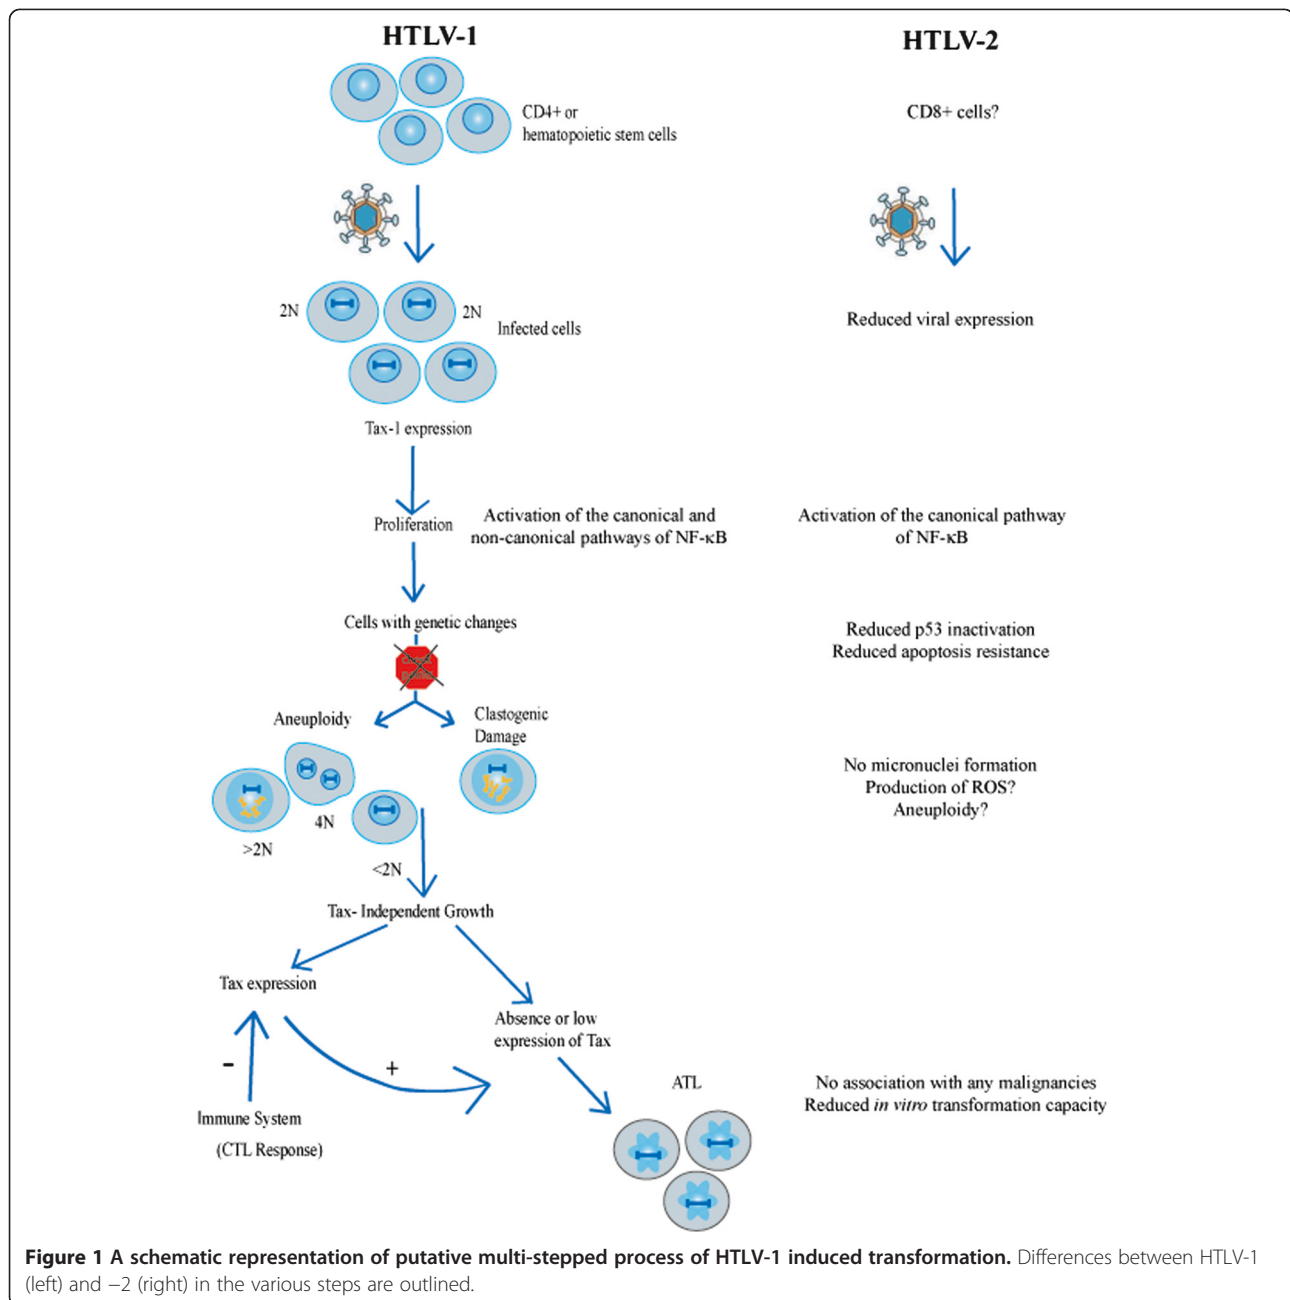 HTLV-1
HTLV-2
CD4+ or
hematopoietic stem cells
CD8+ cells?
2N
2N
Infected cells
Reduced viral expression
Tax-1 expression
Proliferation
Activation of the canonical and
non-canonical pathways of NF-κB
Activation of the canonical pathway
of NF-κB
Cells with genetic changes
Reduced p53 inactivation
Reduced apoptosis resistance
Aneuploidy
Clastogenic
Damage
No micronuclei formation
Production of ROS?
Aneuploidy?
4N
>2N
<2N
Tax- Independent Growth
Tax expression
Absence or low
expression of Tax
-
+
ATL
No association with any malignancies
Reduced in vitro transformation capacity
Immune System
(CTL Response)
Figure 1 A schematic representation of putative multi-stepped process of HTLV-1 induced transformation. Differences between HTLV-1
(left) and −2 (right) in the various steps are outlined.